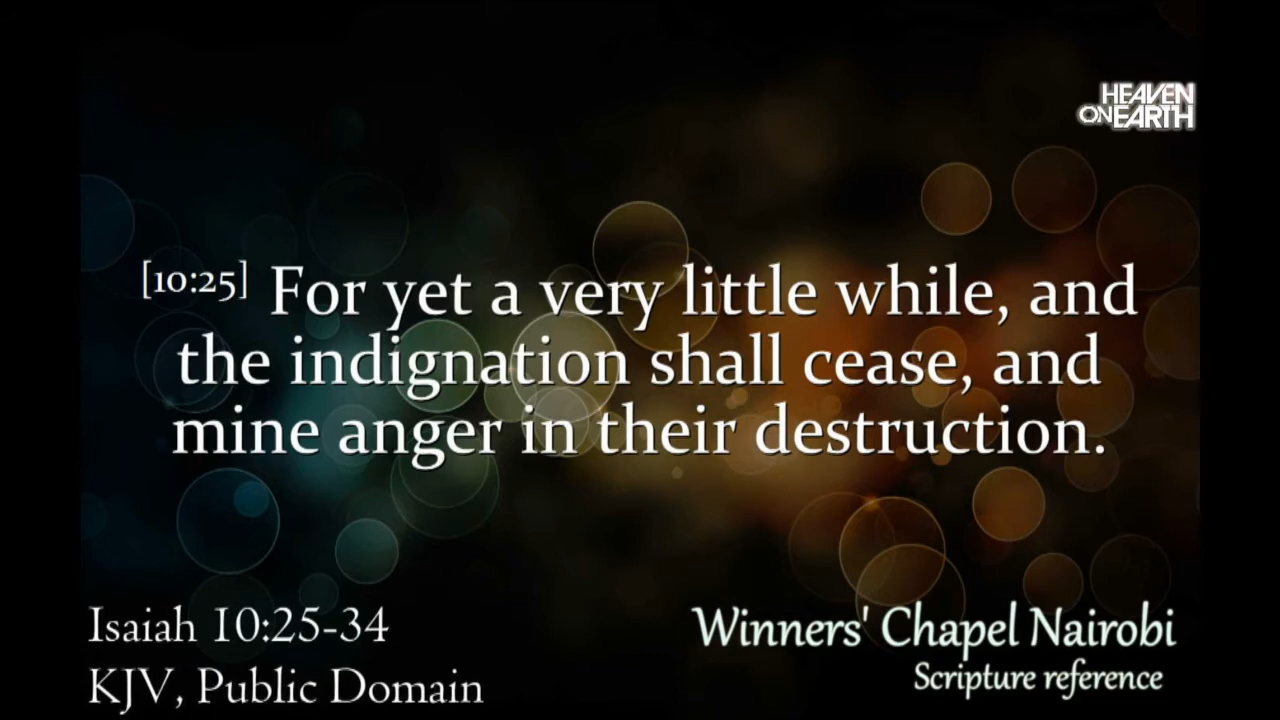 HEAVEN
ON EARTH
[10:25] For yet a very little while, and
the indignation shall cease, and
mine anger in their destruction.
Isaiah 10:25-34
KJV, Public Domain
Winners' Chapel Nairobi
Scripture reference